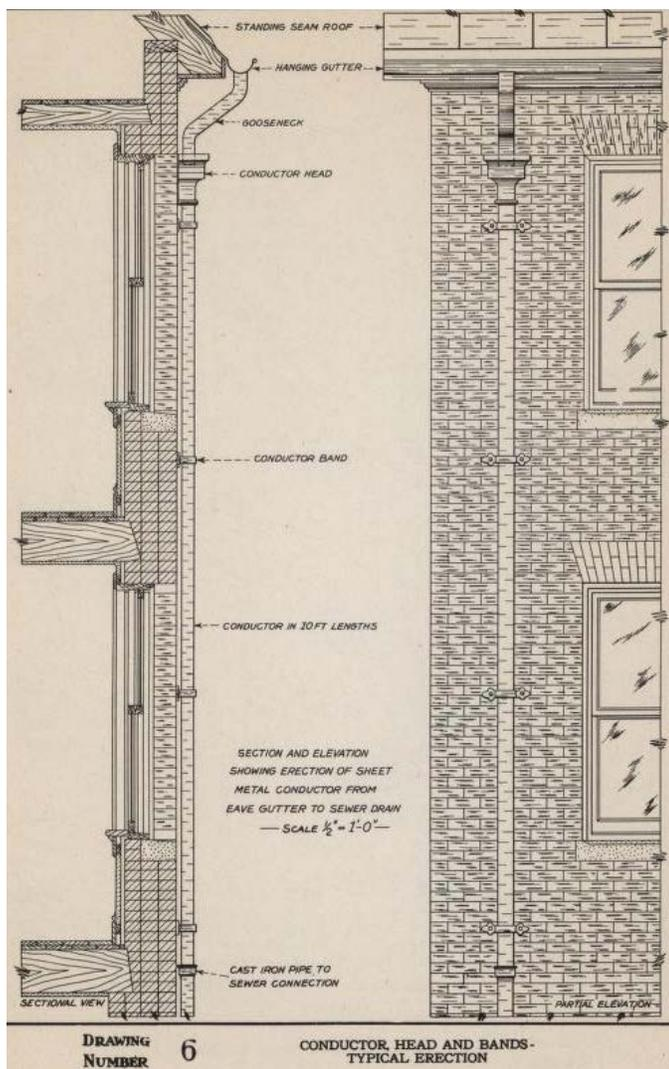 STANDING SEAM ROOF
HANGING GUTTER
GOOSENECK
CONDUCTOR HEAD
CONDUCTOR BAND
CONDUCTOR IN 10FT LENGTHS
SECTION AND ELEVATION
SHOWING ERECTION OF SHEET
METAL CONDUCTOR FROM
EAVE GUTTER TO SEWER DRAIN
— SCALE ½" = 1'-0" —
CAST IRON PIPE TO
SEWER CONNECTION
SECTIONAL VIEW
PARTIAL ELEVATION
DRAWING
NUMBER 6
CONDUCTOR, HEAD AND BANDS-
TYPICAL ERECTION